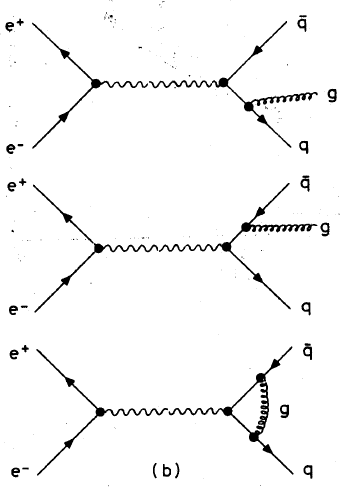 e⁺ q̄
g
e⁻ q
e⁺ q̄
g
e⁻ q
e⁺ q̄
g
e⁻ (b) q